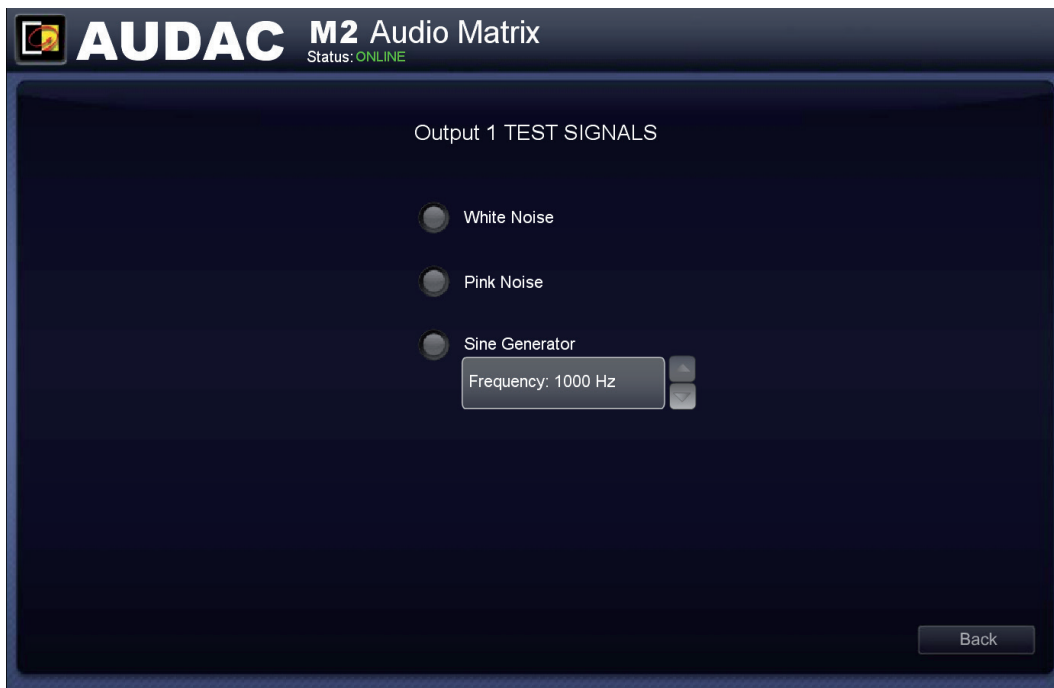 AUDAC M2 Audio Matrix
Status: ONLINE
Output 1 TEST SIGNALS
White Noise
Pink Noise
Sine Generator
Frequency: 1000 Hz
Back